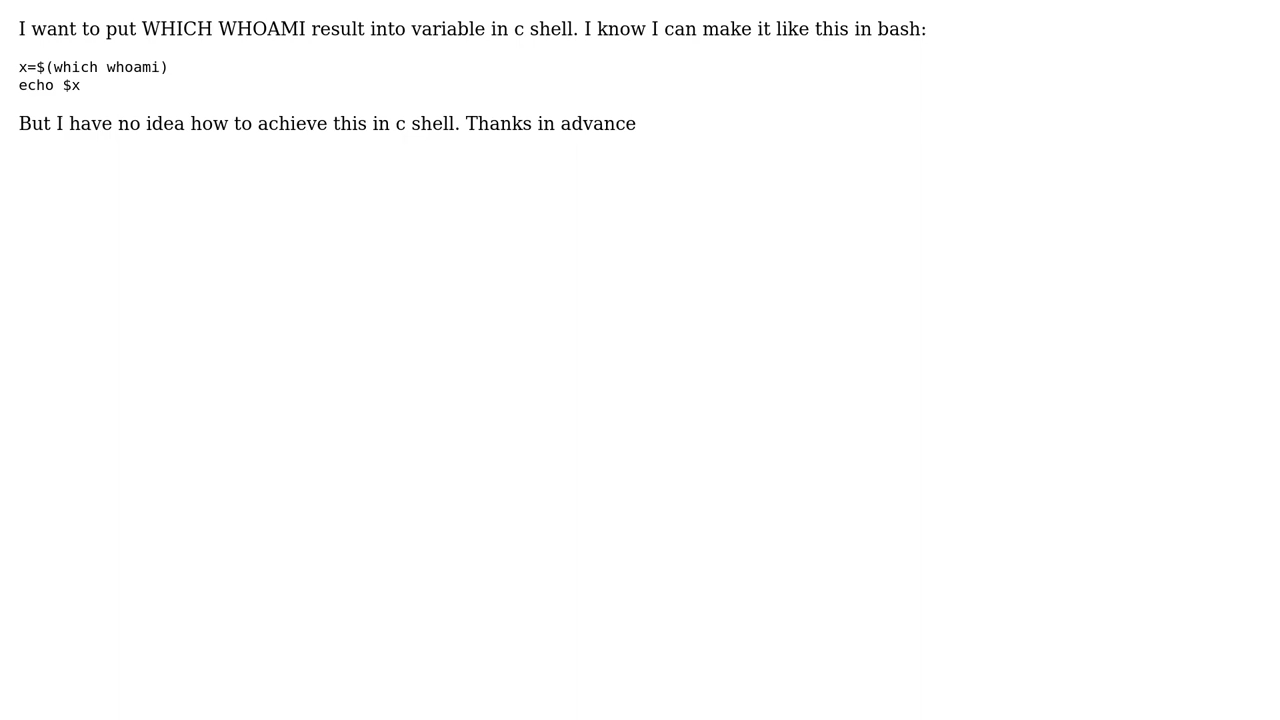 I want to put WHICH WHOAMI result into variable in c shell. I know I can make it like this in bash:
x=$(which whoami)
echo $x
But I have no idea how to achieve this in c shell. Thanks in advance